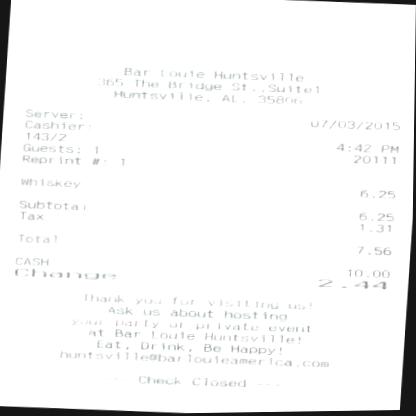 Bar Louie Huntsville
365 The Bridge St.,Suite1
Huntsville, AL, 35806
Server:
Cashier: 07/03/2015
143/2 4:42 PM
Guests: 1 20111
Reprint #: 1
Whiskey 6.25
Subtotal 6.25
Tax 1.31
Total 7.56
CASH 10.00
Change 2.44
Thank you for visiting us!
Ask us about hosting
your party or private event
at Bar Louie Huntsville!
Eat, Drink, Be Happy!
huntsville@barlouieamerica.com
- Check Closed ---